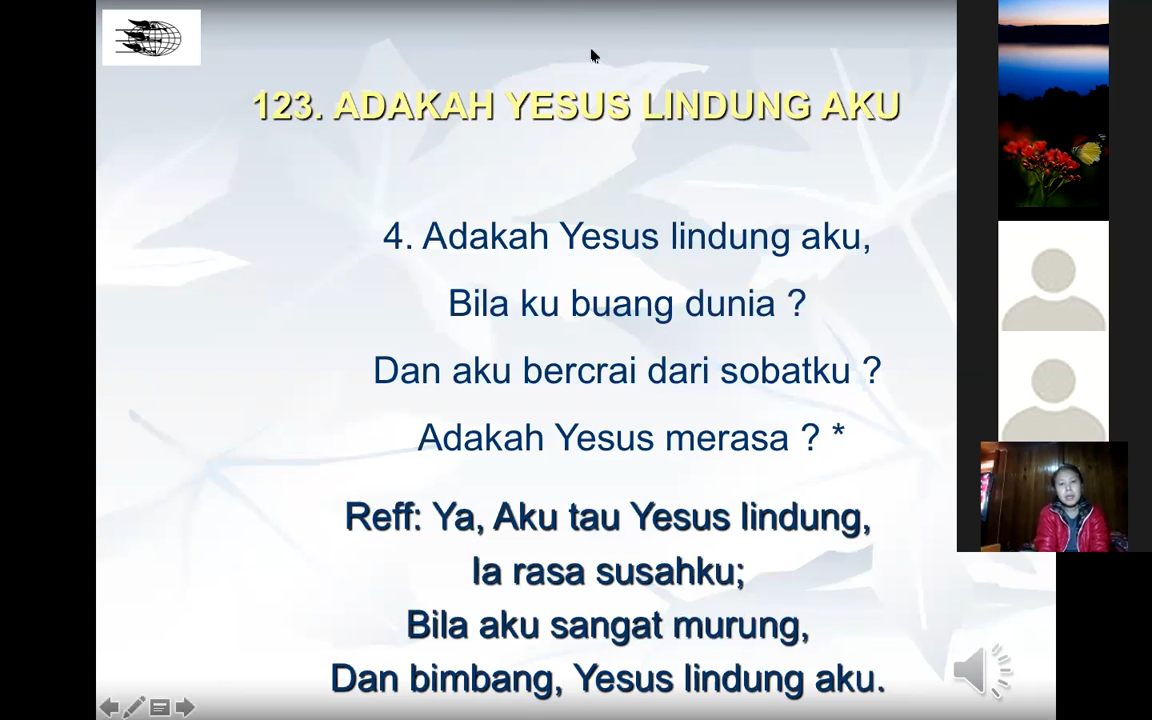 123. ADAKAH YESUS LINDUNG AKU
4. Adakah Yesus lindung aku,
Bila ku buang dunia ?
Dan aku bercrai dari sobatku ?
Adakah Yesus merasa ? *
Reff: Ya, Aku tau Yesus lindung,
Ia rasa susahku;
Bila aku sangat murung,
Dan bimbang, Yesus lindung aku.